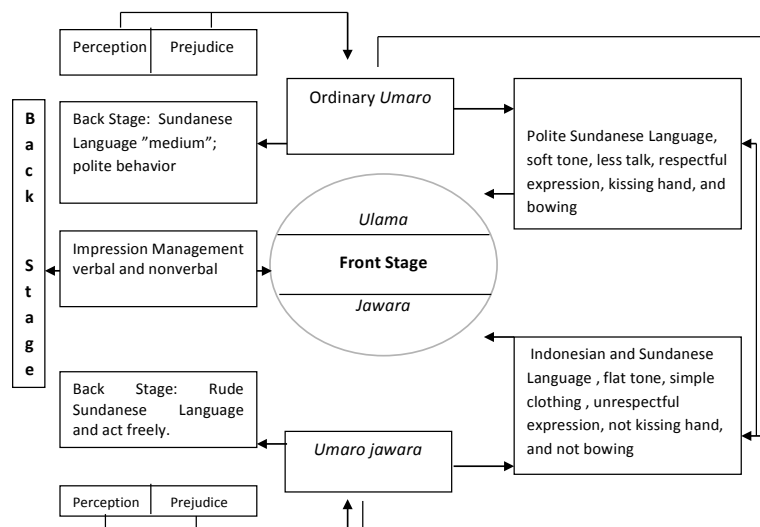 Perception Prejudice
Ordinary Umaro
Back Stage
Back Stage: Sundanese
Language ”medium”;
polite behavior
Polite Sundanese Language,
soft tone, less talk, respectful
expression, kissing hand, and
bowing
Ulama
Impression Management
verbal and nonverbal
Front Stage
Jawara
Indonesian and Sundanese
Language , flat tone, simple
clothing , unrespectful
expression, not kissing hand,
and not bowing
Back Stage: Rude
Sundanese Language
and act freely.
Umaro jawara
Perception Prejudice